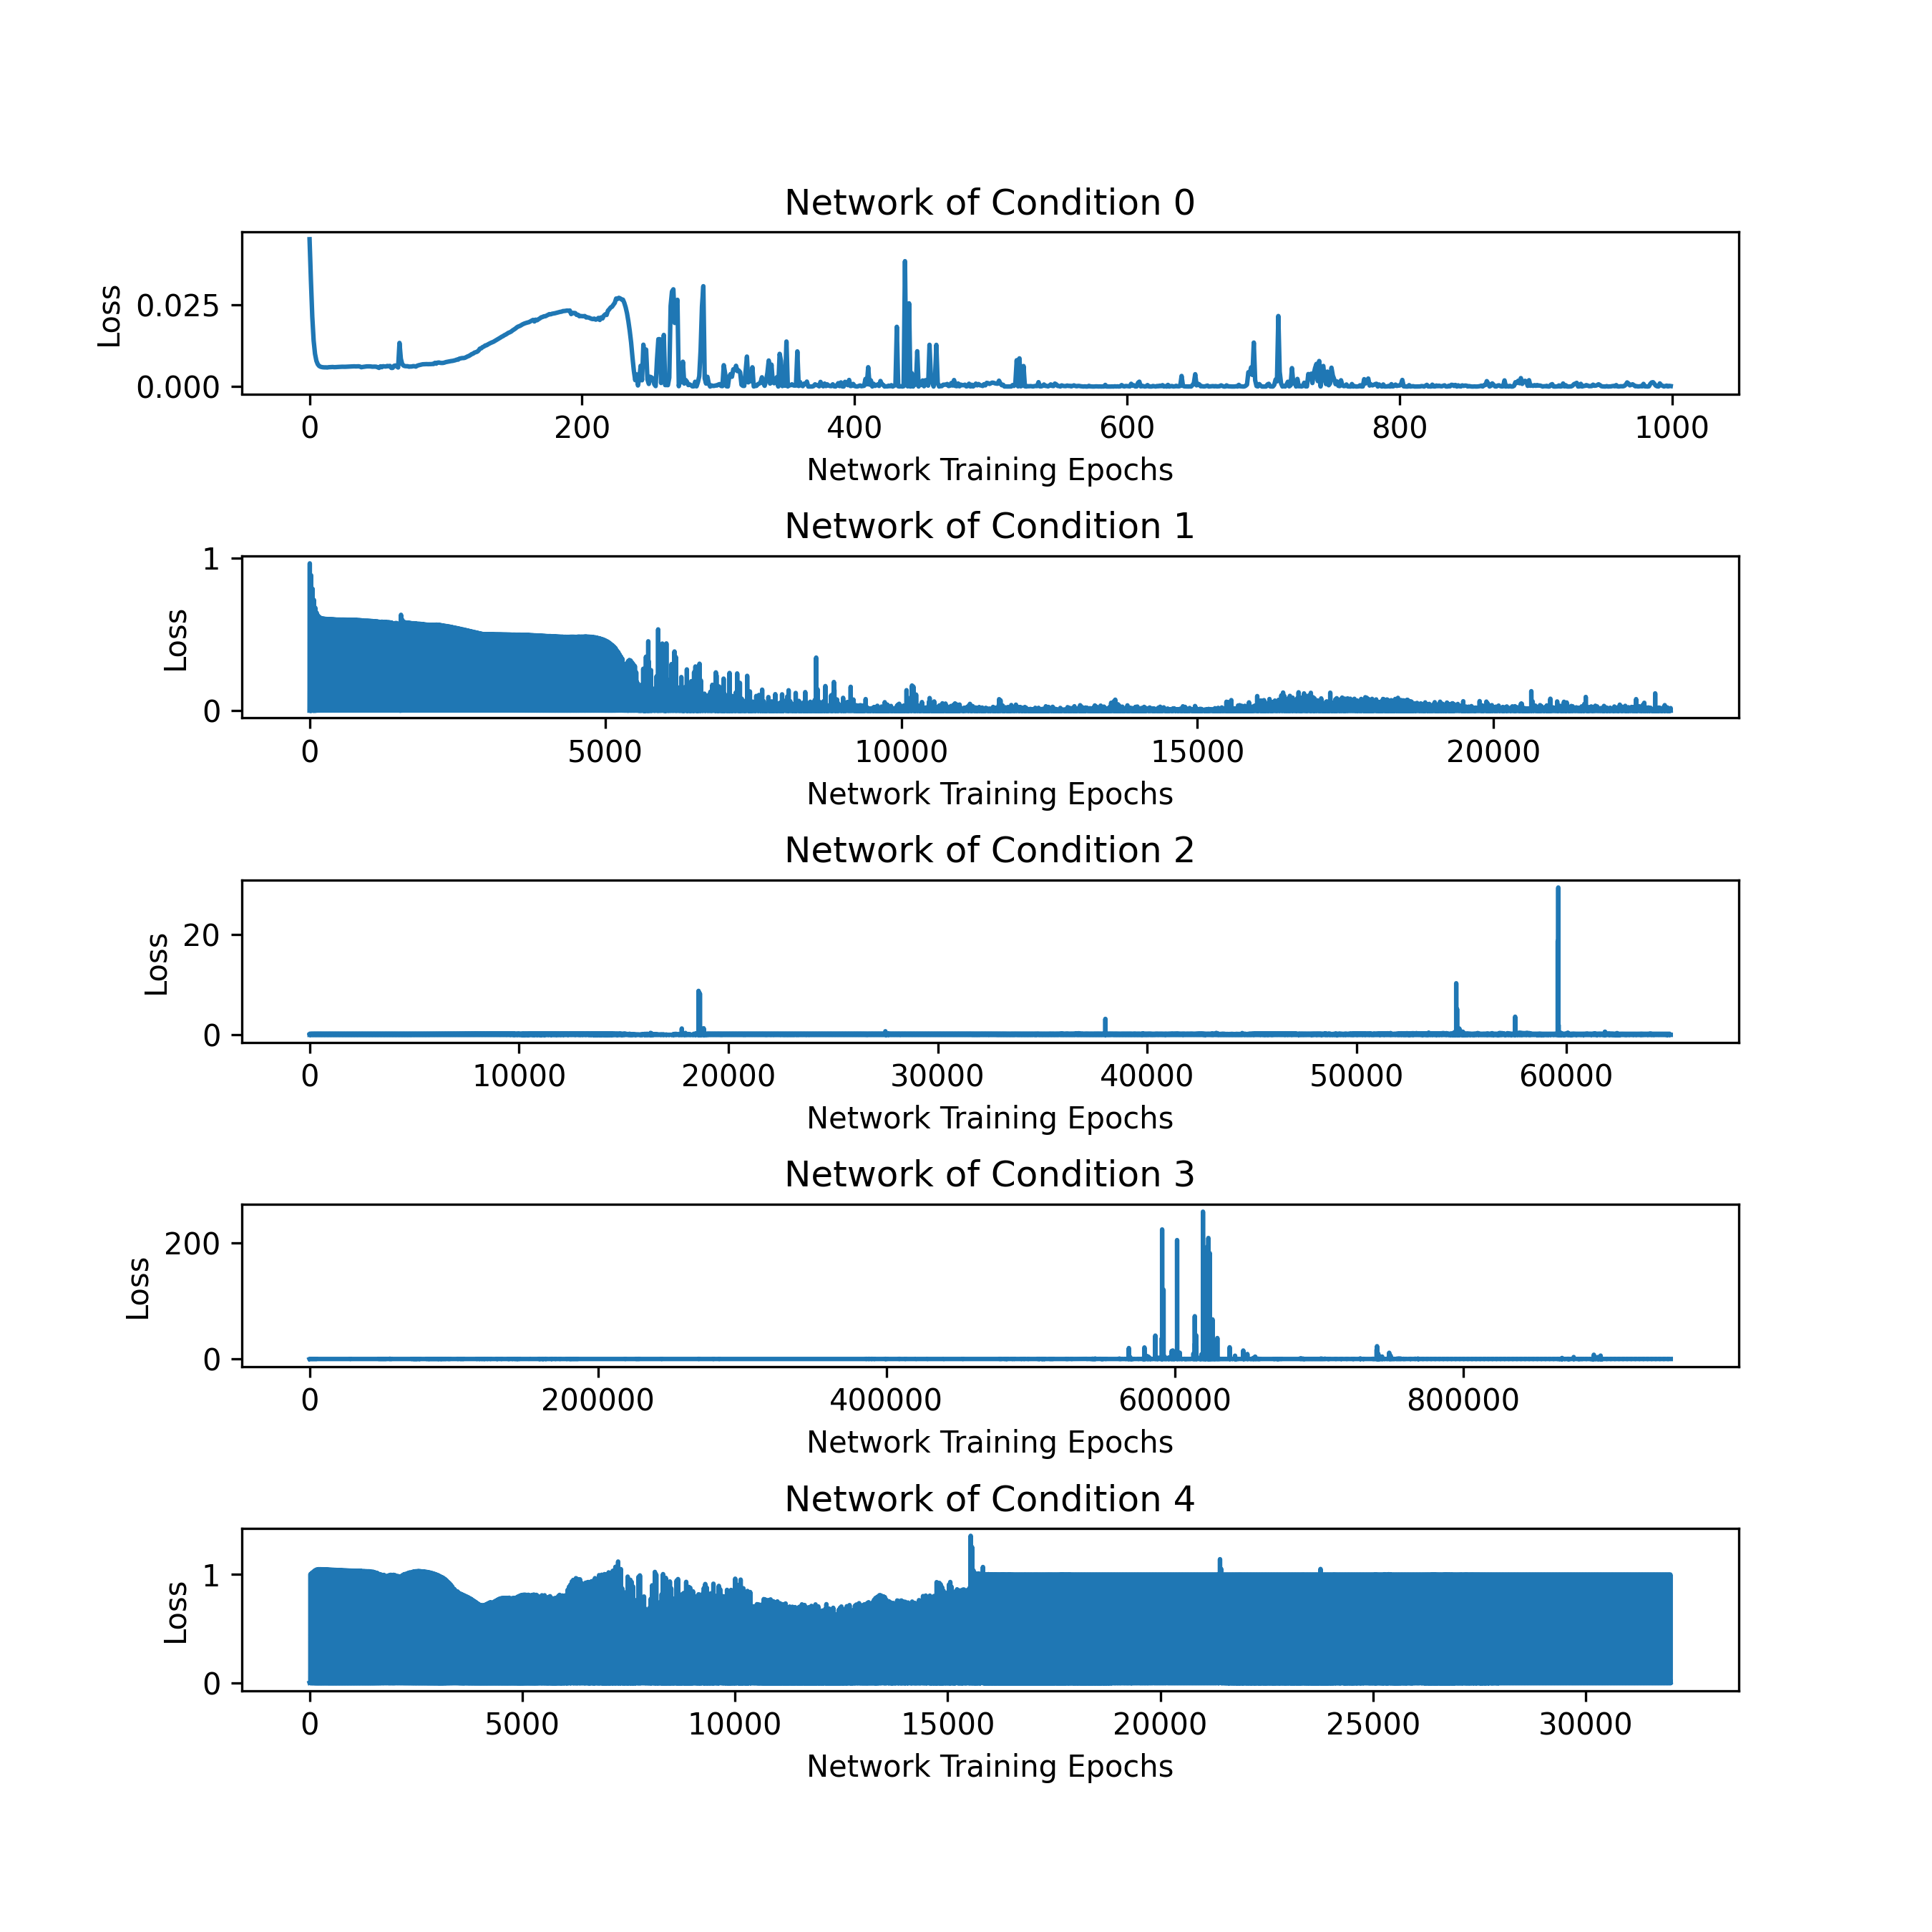 Network of Condition 0
Loss
0.025
0.000
0 200 400 600 800 1000
Network Training Epochs
Network of Condition 1
Loss
1
0
0 5000 10000 15000 20000
Network Training Epochs
Network of Condition 2
Loss
20
0
0 10000 20000 30000 40000 50000 60000
Network Training Epochs
Network of Condition 3
Loss
200
0
0 200000 400000 600000 800000
Network Training Epochs
Network of Condition 4
Loss
1
0
0 5000 10000 15000 20000 25000 30000
Network Training Epochs